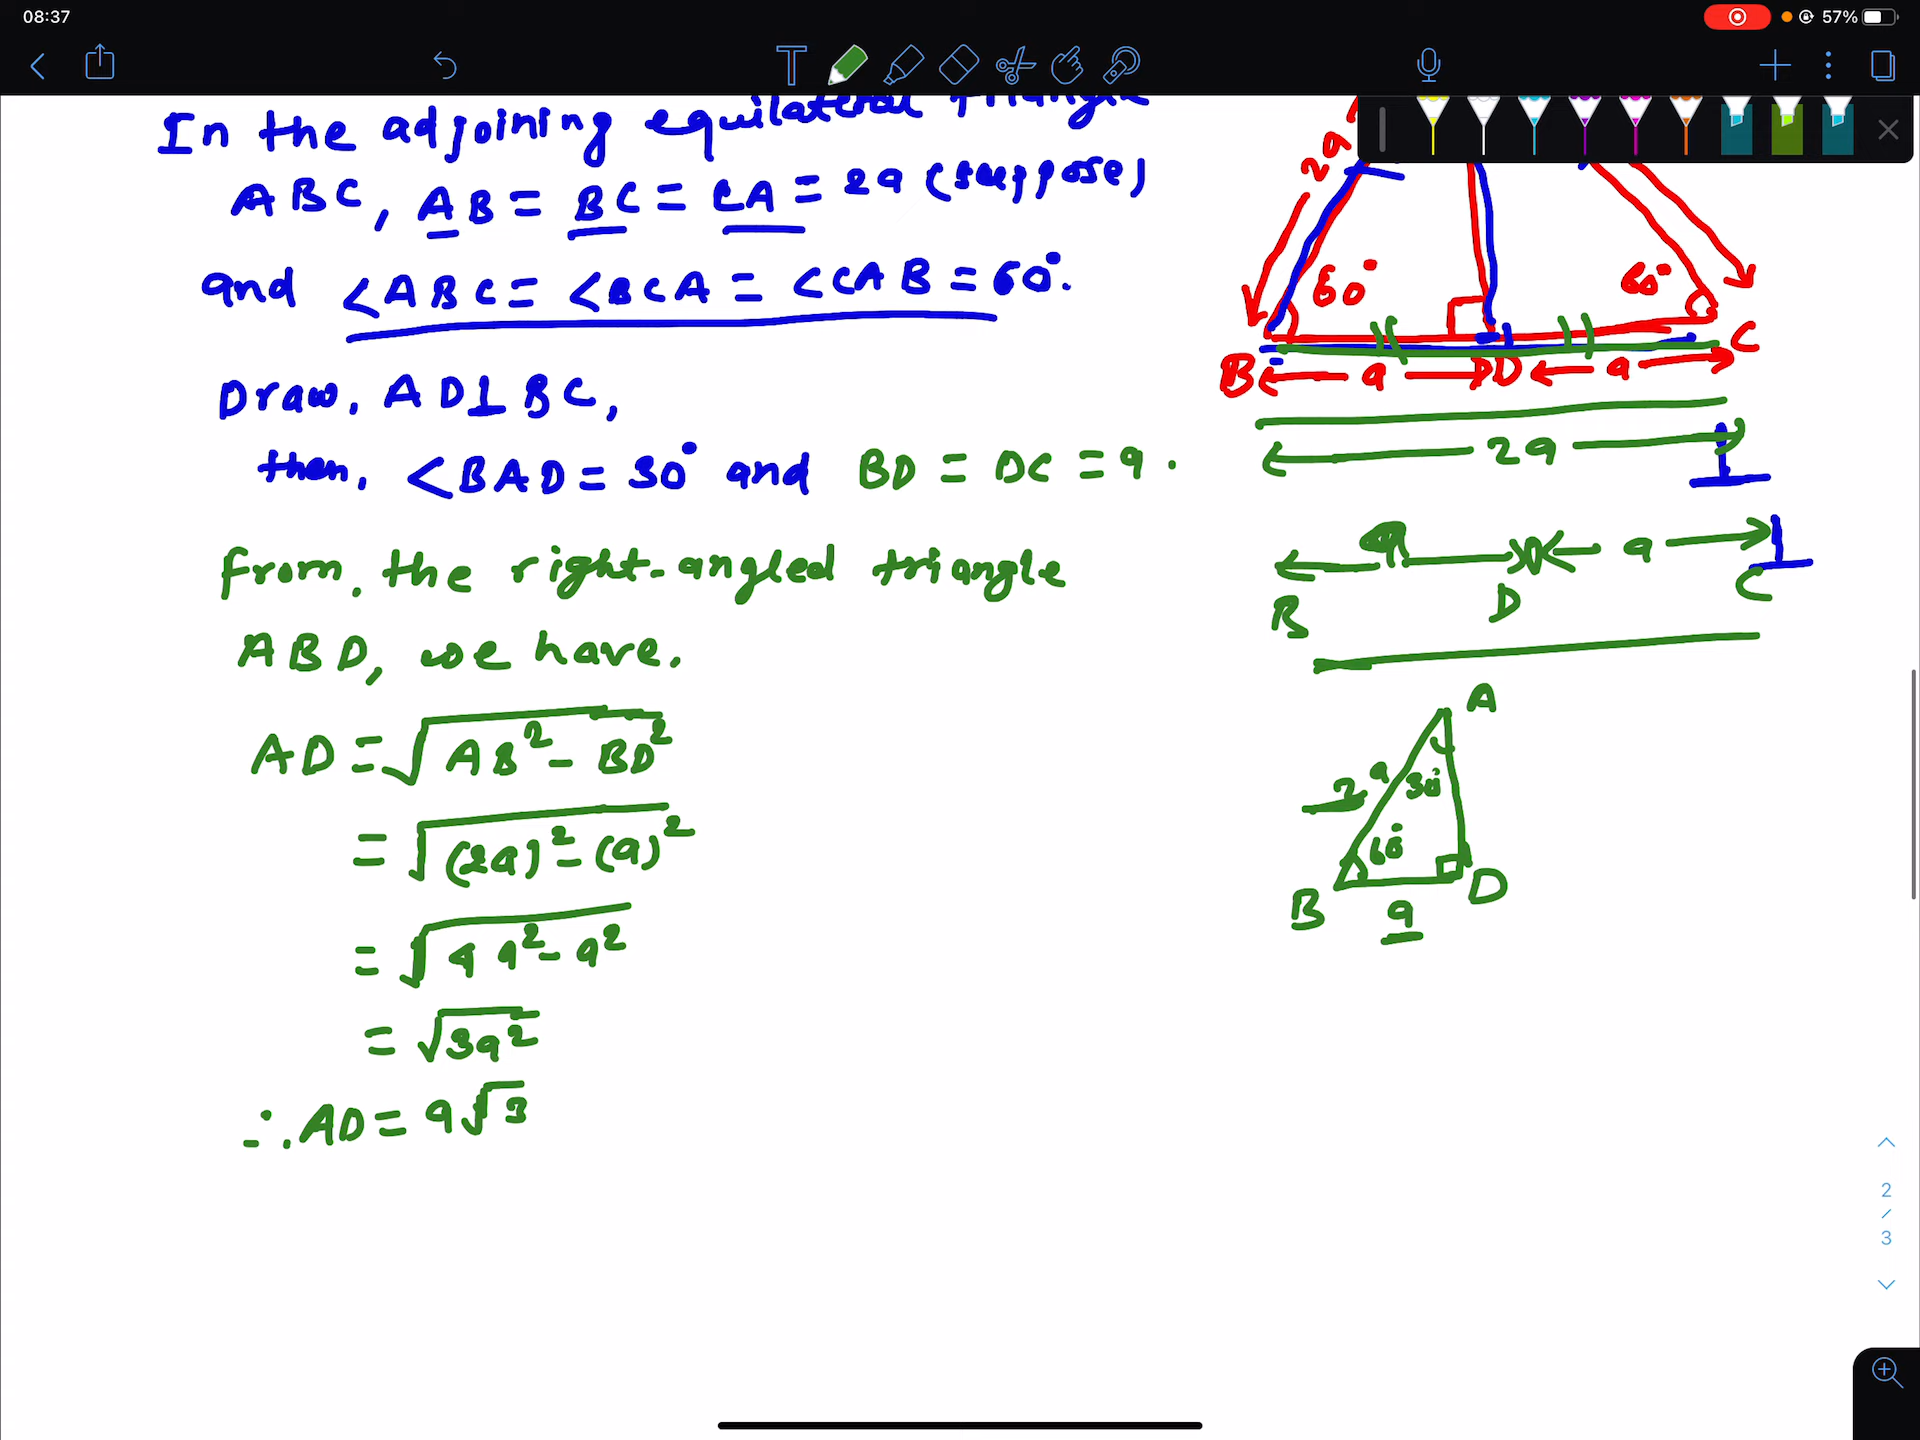 08:37
57%
In the adjoining equilateral triangle
ABC, AB = BC = CA = 2a (suppose)
and <ABC = <BCA = <CAB = 60°.
Draw, AD⊥BC,
then, <BAD = 30° and BD = DC = a.
From, the right-angled triangle
ABD, we have,
AD = √AB² - BD²
= √(2a)² - (a)²
= √4a² - a²
= √3a²
∴ AD = a√3
2a
60°
60°
B
a
D
a
C
2a
a
a
B
D
C
A
2a
30°
60°
B
a
D
2
/
3